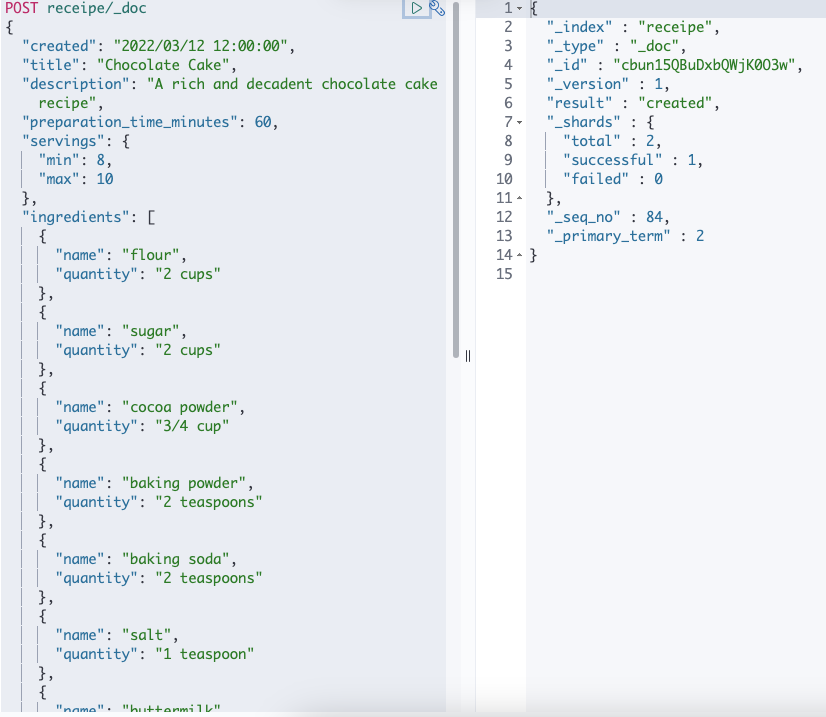 POST receipe/_doc
{
"created": "2022/03/12 12:00:00",
"title": "Chocolate Cake",
"description": "A rich and decadent chocolate cake
recipe",
"preparation_time_minutes": 60,
"servings": {
"min": 8,
"max": 10
},
"ingredients": [
{
"name": "flour",
"quantity": "2 cups"
},
{
"name": "sugar",
"quantity": "2 cups"
},
{
"name": "cocoa powder",
"quantity": "3/4 cup"
},
{
"name": "baking powder",
"quantity": "2 teaspoons"
},
{
"name": "baking soda",
"quantity": "2 teaspoons"
},
{
"name": "salt",
"quantity": "1 teaspoon"
},
{
"name": "buttermilk"
1 {
2 "_index" : "receipe",
3 "_type" : "_doc",
4 "_id" : "cbun15QBuDxbQWjK0O3w",
5 "_version" : 1,
6 "result" : "created",
7 "_shards" : {
8 "total" : 2,
9 "successful" : 1,
10 "failed" : 0
11 },
12 "_seq_no" : 84,
13 "_primary_term" : 2
14 }
15